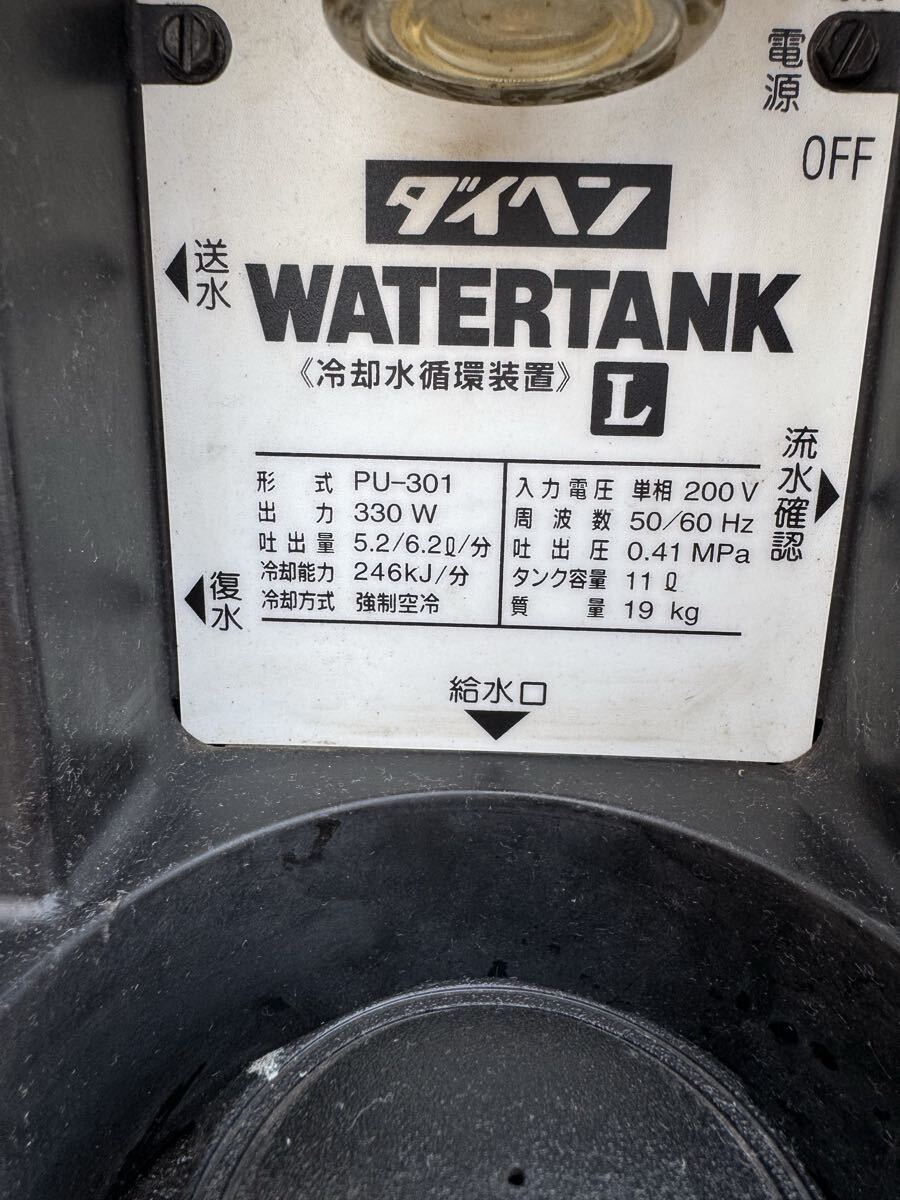 電源
OFF
ダイヘン
送水
WATERTANK
《冷却水循環装置》 L
流水確認
形式 PU-301
出力 330 W
吐出量 5.2/6.2ℓ/分
冷却能力 246kJ/分
冷却方式 強制空冷
入力電圧 単相 200 V
周波数 50/60 Hz
吐出圧 0.41 MPa
タンク容量 11 ℓ
質量 19 kg
復水
給水口